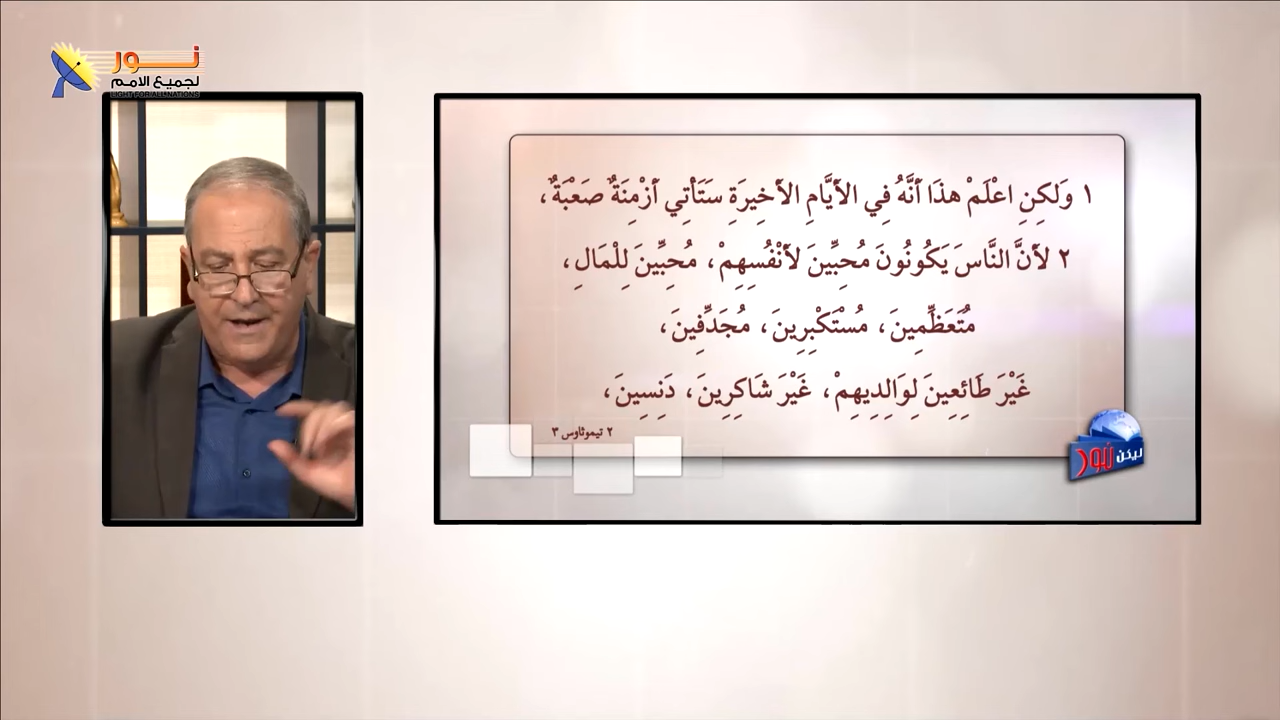 نور
لجميع الامم
LIGHT FOR ALL NATIONS
١ وَلكِنِ اعْلَمْ هذَا أَنَّهُ فِي الأَيَّامِ الأَخِيرَةِ سَتَأْتِي أَزْمِنَةٌ صَعْبَةٌ،
٢ لأَنَّ النَّاسَ يَكُونُونَ مُحِبِّينَ لأَنْفُسِهِمْ، مُحِبِّينَ لِلْمَالِ،
مُتَعَظِّمِينَ، مُسْتَكْبِرِينَ، مُجَدِّفِينَ،
غَيْرَ طَائِعِينَ لِوَالِدِيهِمْ، غَيْرَ شَاكِرِينَ، دَنِسِينَ،
٢ تيموثاوس ٣
ليكن نور